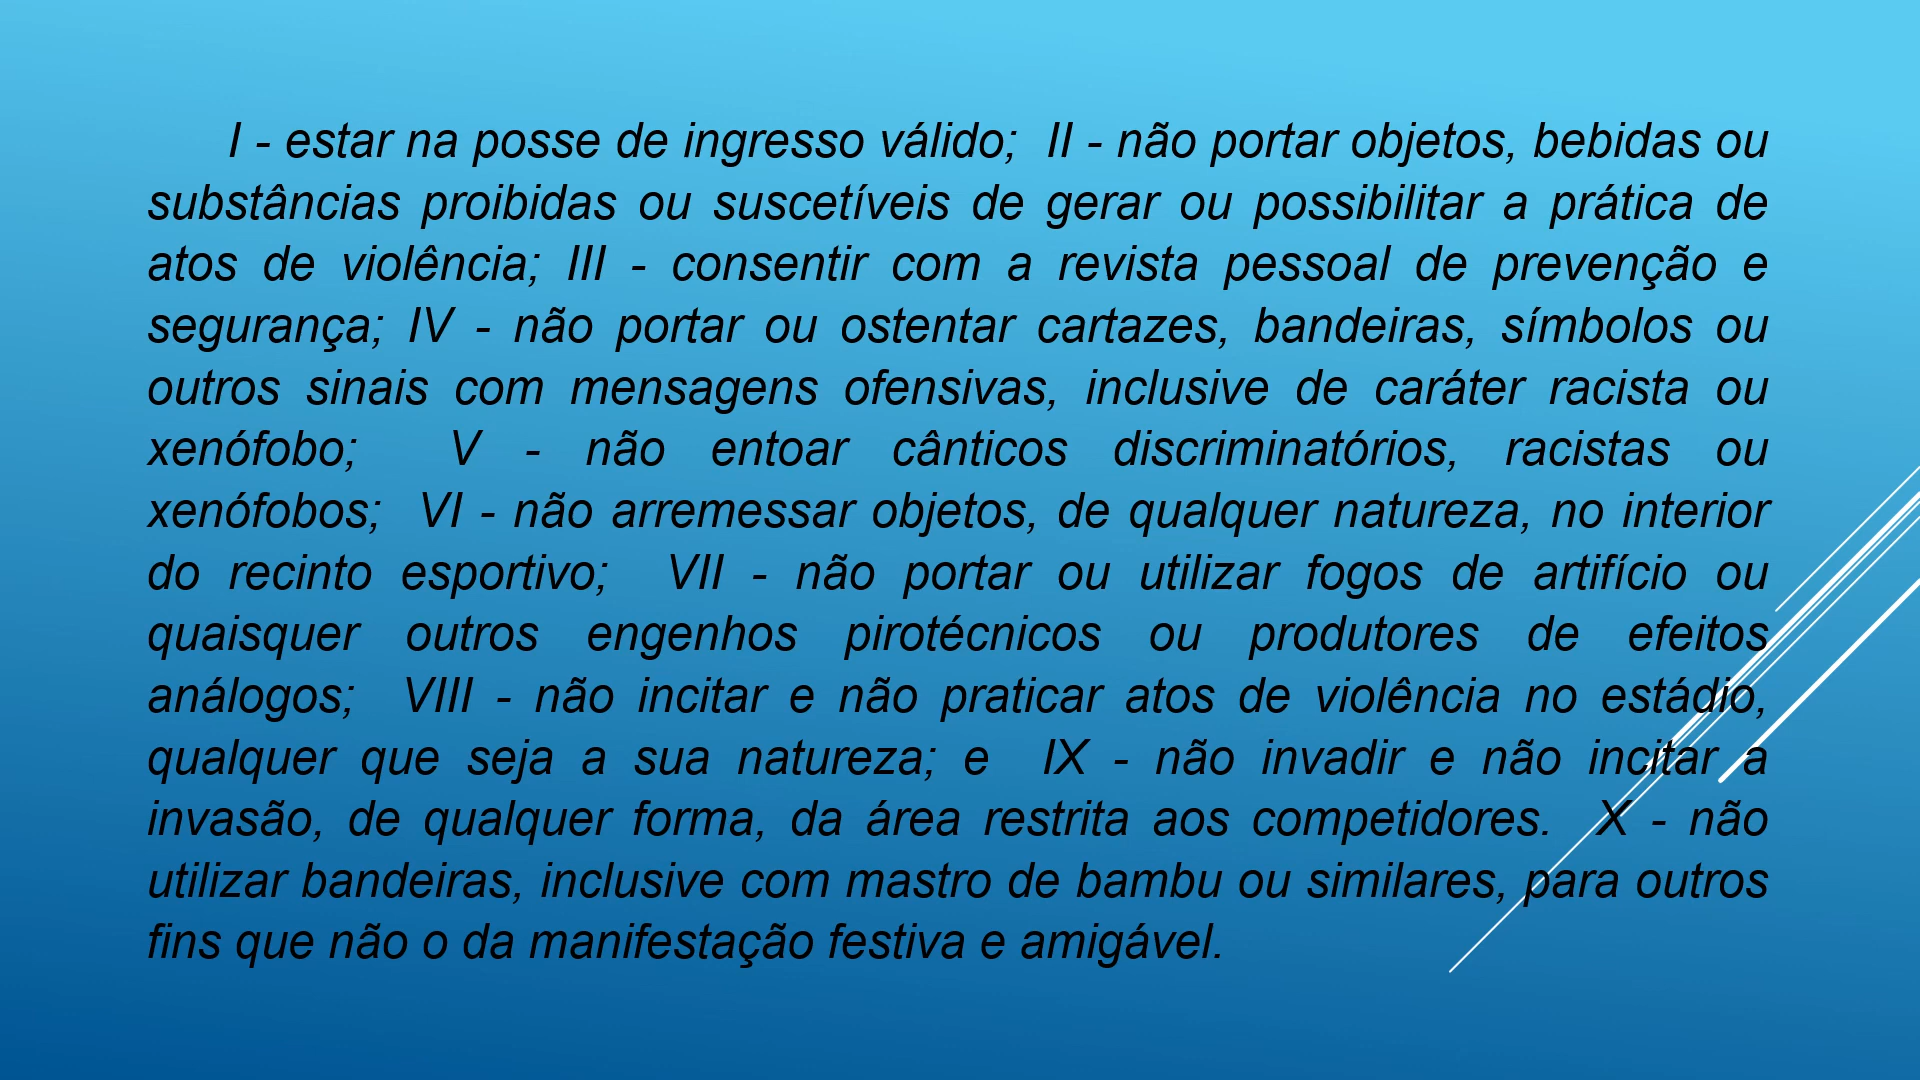 I - estar na posse de ingresso válido;  II - não portar objetos, bebidas ou
substâncias proibidas ou suscetíveis de gerar ou possibilitar a prática de
atos de violência; III - consentir com a revista pessoal de prevenção e
segurança; IV - não portar ou ostentar cartazes, bandeiras, símbolos ou
outros sinais com mensagens ofensivas, inclusive de caráter racista ou
xenófobo;  V - não entoar cânticos discriminatórios, racistas ou
xenófobos;  VI - não arremessar objetos, de qualquer natureza, no interior
do recinto esportivo;  VII - não portar ou utilizar fogos de artifício ou
quaisquer outros engenhos pirotécnicos ou produtores de efeitos
análogos;  VIII - não incitar e não praticar atos de violência no estádio,
qualquer que seja a sua natureza; e  IX - não invadir e não incitar a
invasão, de qualquer forma, da área restrita aos competidores.  X - não
utilizar bandeiras, inclusive com mastro de bambu ou similares, para outros
fins que não o da manifestação festiva e amigável.